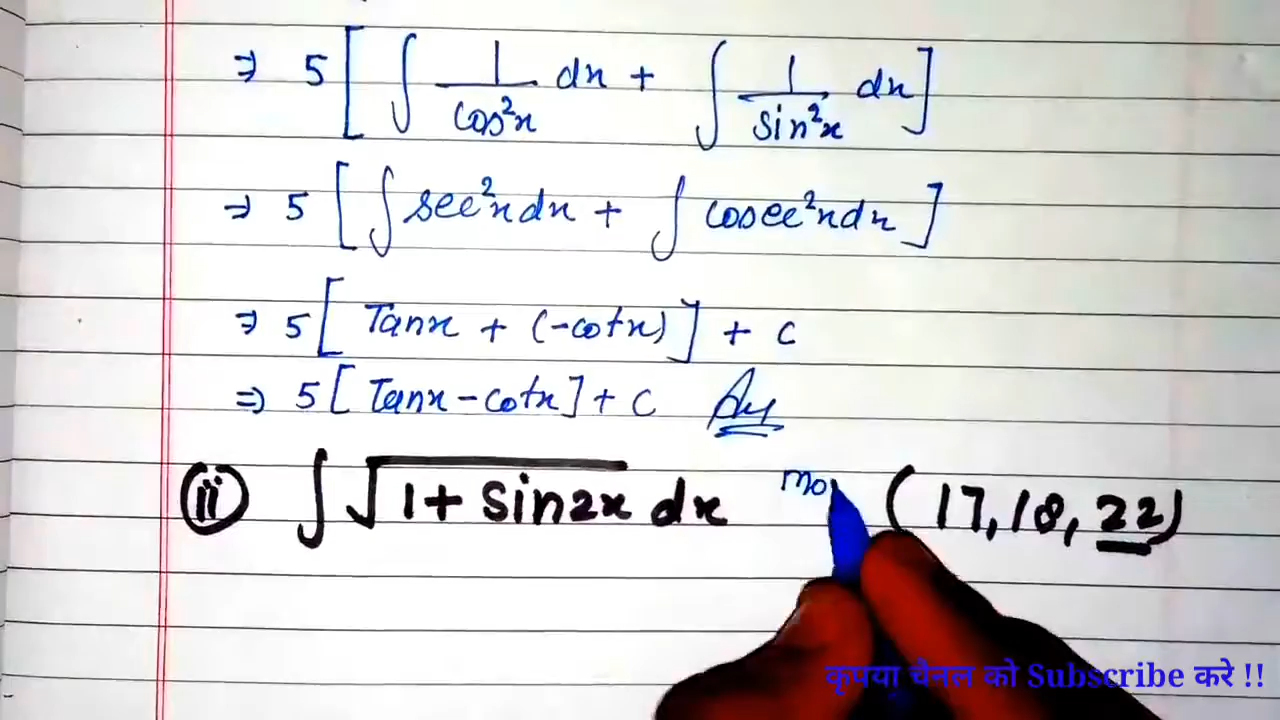 ⇒ 5 [ ∫ 1/cos²x dx + ∫ 1/sin²x dx ]
⇒ 5 [ ∫ sec²x dx + ∫ cosec²x dx ]
⇒ 5 [ Tanx + (-cotx) ] + c
⇒ 5 [ Tanx - cotx ] + c Ans
(ii) ∫ √(1 + sin2x) dx mo (17, 18, 22)
कृपया चैनल को Subscribe करे !!